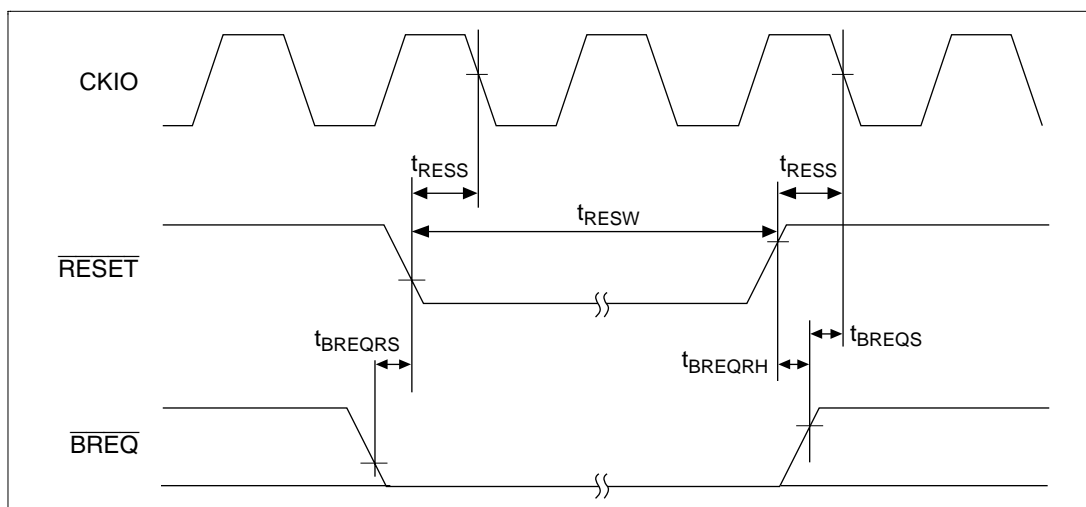 CKIO
tRESS
tRESS
tRESW
RESET
tBREQRS
tBREQS
tBREQRH
BREQ